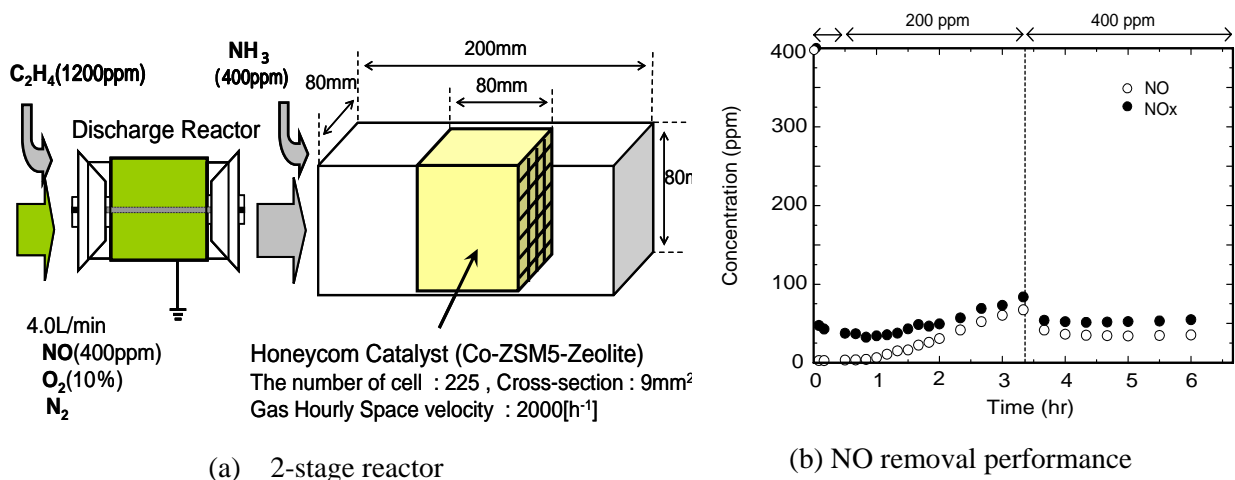 C2H4(1200ppm)
NH3
(400ppm)
Discharge Reactor
200mm
80mm
80mm
4.0L/min
NO(400ppm)
O2(10%)
N2
Honeycom Catalyst (Co-ZSM5-Zeolite)
The number of cell : 225 , Cross-section : 9mm2
Gas Hourly Space velocity : 2000[h-1]
(a) 2-stage reactor
200 ppm
400 ppm
400
300
200
100
0
Concentration (ppm)
NO
NOx
0
1
2
3
4
5
6
Time (hr)
(b) NO removal performance